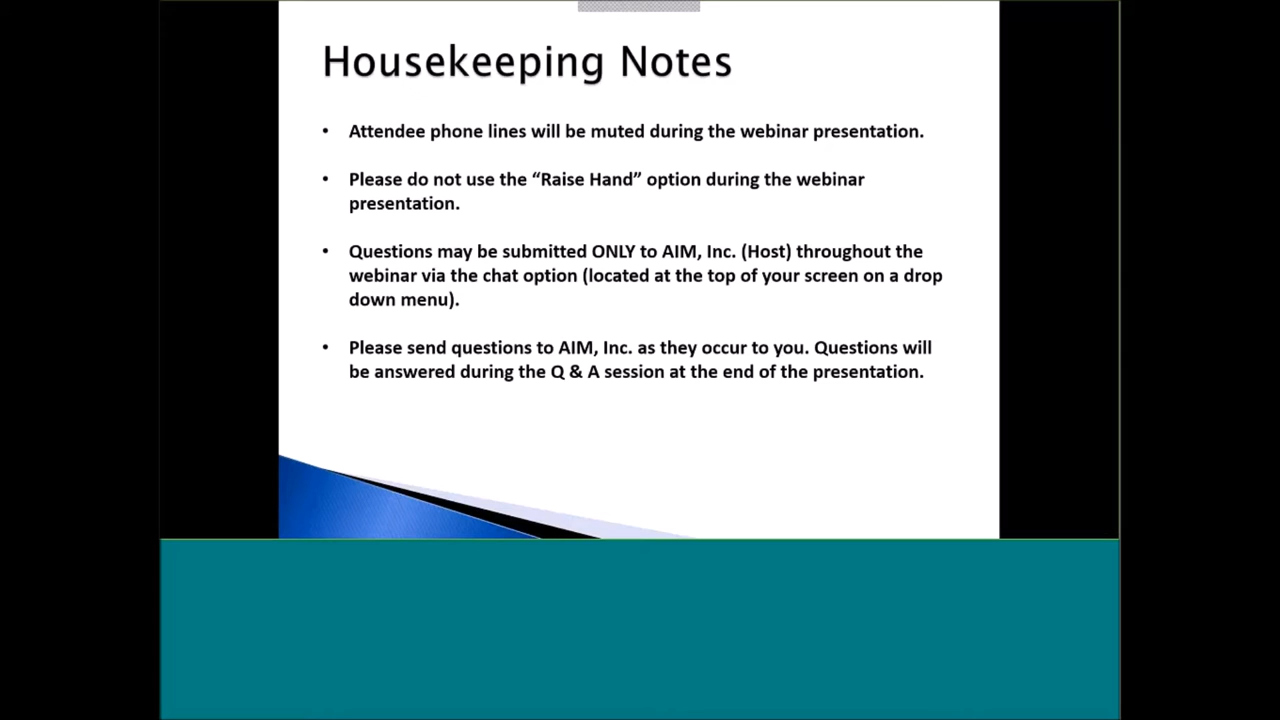 Housekeeping Notes
• Attendee phone lines will be muted during the webinar presentation.
• Please do not use the “Raise Hand” option during the webinar
presentation.
• Questions may be submitted ONLY to AIM, Inc. (Host) throughout the
webinar via the chat option (located at the top of your screen on a drop
down menu).
• Please send questions to AIM, Inc. as they occur to you. Questions will
be answered during the Q & A session at the end of the presentation.